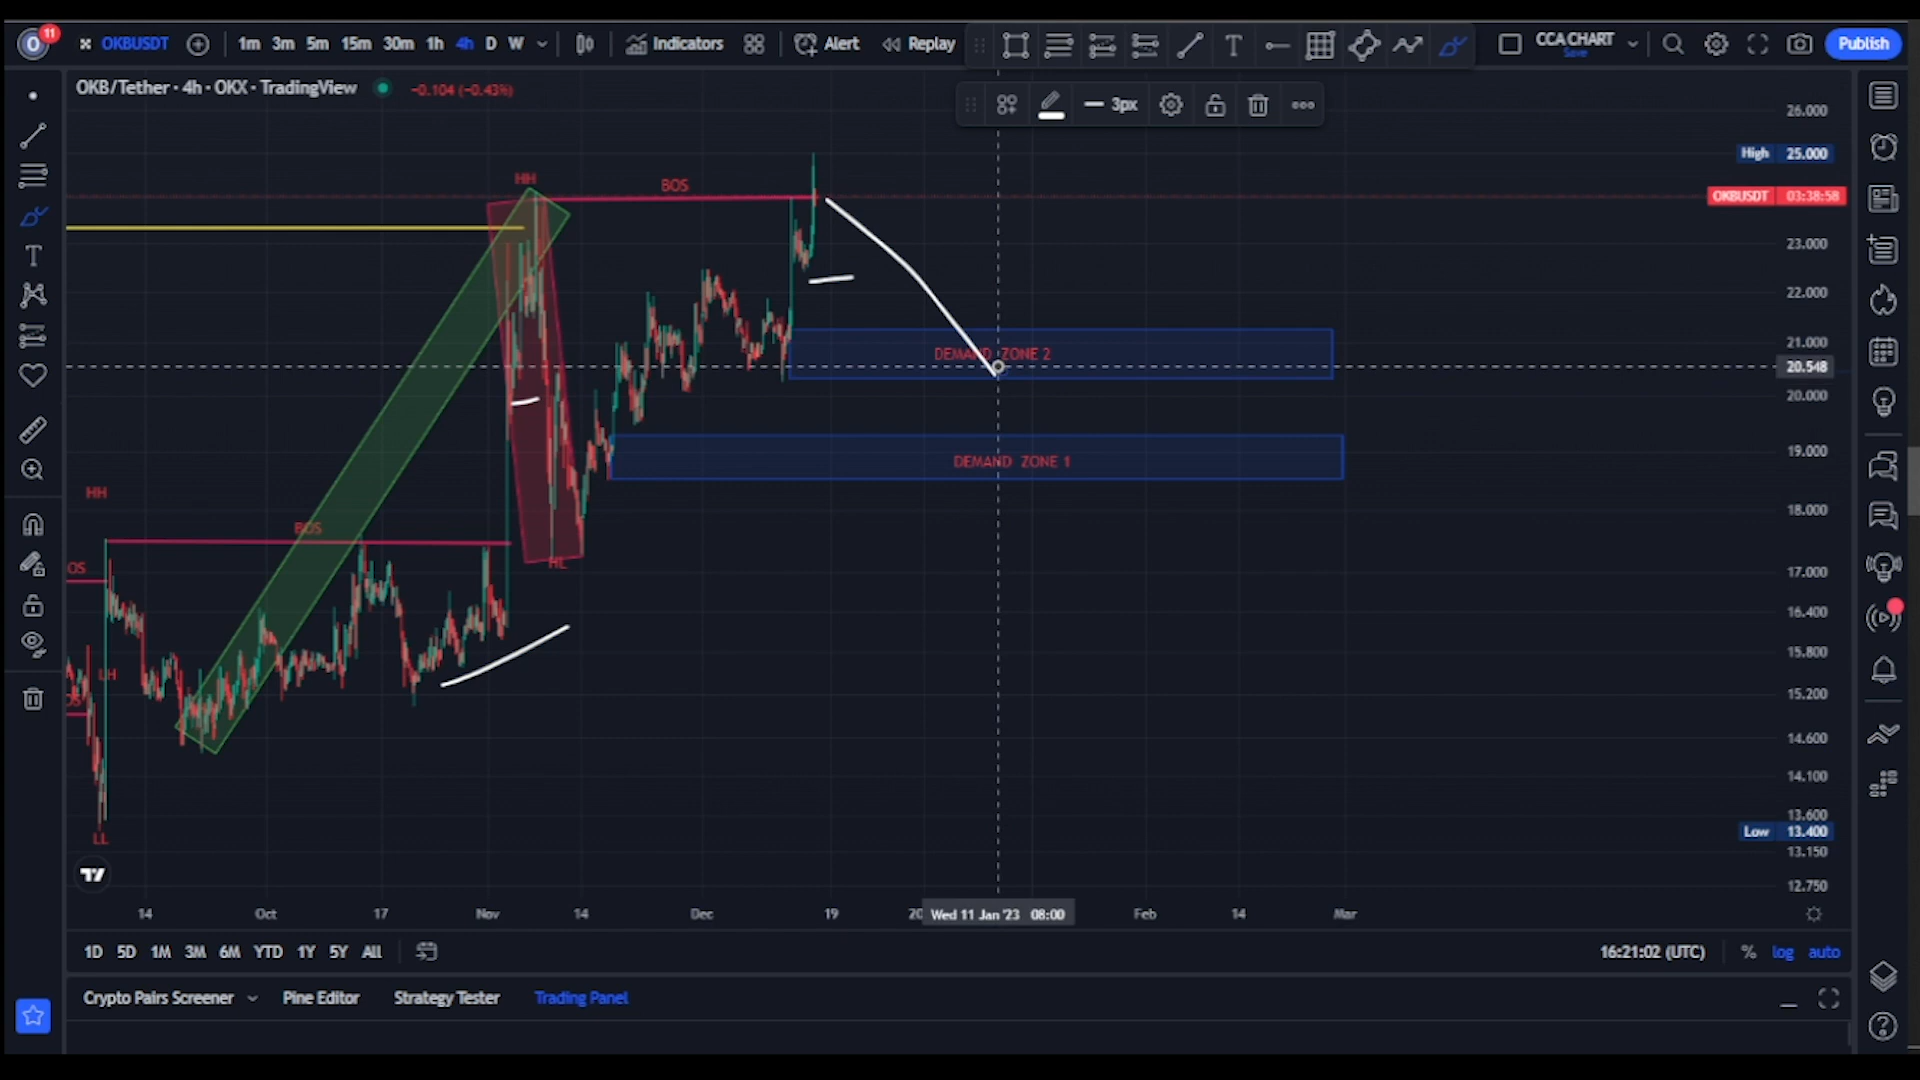 O 11 OKBUSDT 1m 3m 5m 15m 30m 1h 4h D W Indicators Alert Replay T CCA CHART Save Publish
OKB/Tether · 4h · OKX · TradingView −0.104 (−0.43%)
3px
26.000
High 25.000
OKBUSDT 03:38:58
HH
BOS
23.000
22.000
21.000
DEMAND ZONE 2
20.548
20.000
19.000
DEMAND ZONE 1
HH
18.000
BOS
OS
HL
17.000
16.400
15.800
LH
15.200
14.600
14.100
13.600
Low 13.400
LL
13.150
12.750
14 Oct 17 Nov 14 Dec 19 20 Wed 11 Jan '23 08:00 Feb 14 Mar
1D 5D 1M 3M 6M YTD 1Y 5Y All 16:21:02 (UTC) % log auto
Crypto Pairs Screener Pine Editor Strategy Tester Trading Panel